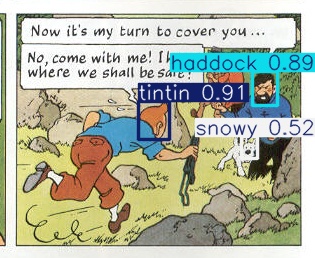 Now it's my turn to cover you ...
No, come with me! I
where we shall be safe!
haddock 0.89
tintin 0.91
snowy 0.52